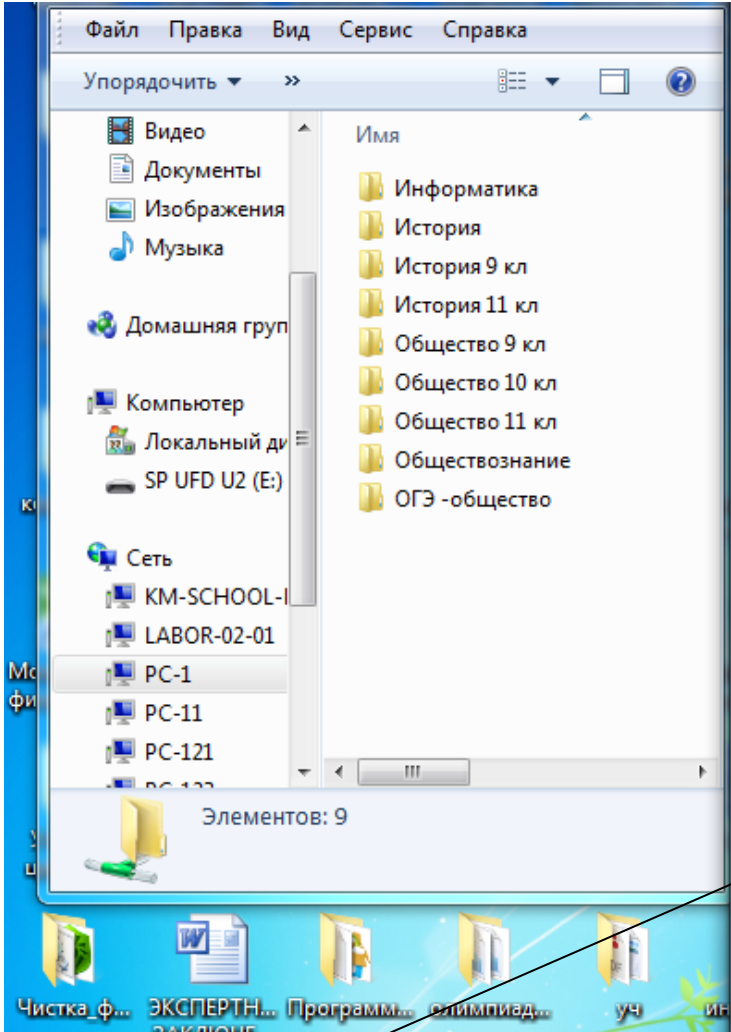 Файл Правка Вид Сервис Справка
Упорядочить »
Видео
Документы
Изображения
Музыка
Домашняя груп
Компьютер
Локальный ди
SP UFD U2 (E:)
Сеть
KM-SCHOOL-
LABOR-02-01
PC-1
PC-11
PC-121
Имя
Информатика
История
История 9 кл
История 11 кл
Общество 9 кл
Общество 10 кл
Общество 11 кл
Обществознание
ОГЭ -общество
Элементов: 9
Чистка_ф... ЭКСПЕРТН... Программ... олимпиад... уч ин